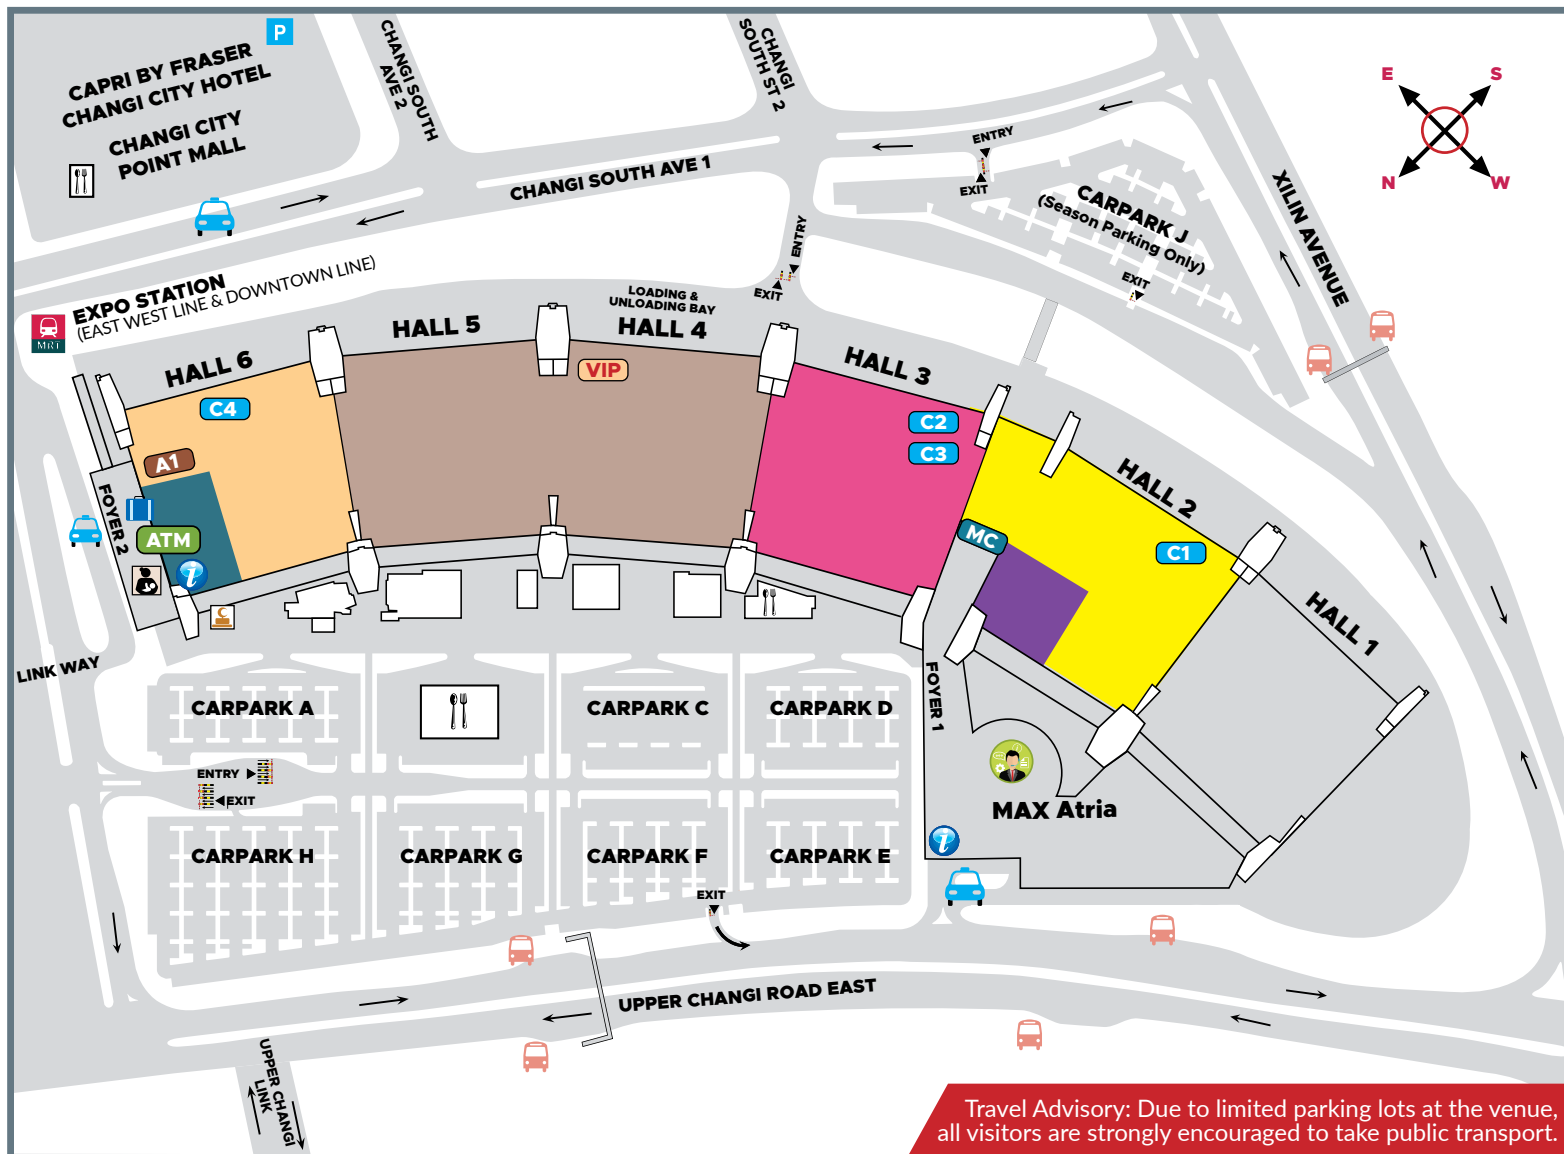 P
CAPRI BY FRASER
CHANGI CITY HOTEL
CHANGI CITY
POINT MALL
CHANGI SOUTH
AVE 2
CHANGI
SOUTH ST 2
CHANGI SOUTH AVE 1
ENTRY
EXIT
CARPARK J
(Season Parking Only)
EXIT
XILIN AVENUE
E
S
N
W
EXPO STATION
(EAST WEST LINE & DOWNTOWN LINE)
MRT
ENTRY
EXIT
LOADING &
UNLOADING BAY
HALL 6
HALL 5
HALL 4
HALL 3
HALL 2
HALL 1
C4
VIP
C2
C3
C1
A1
ATM
MC
i
FOYER 2
FOYER 1
LINK WAY
CARPARK A
CARPARK C
CARPARK D
ENTRY
EXIT
MAX Atria
i
CARPARK H
CARPARK G
CARPARK F
CARPARK E
EXIT
UPPER CHANGI ROAD EAST
UPPER CHANGI
LINK
Travel Advisory: Due to limited parking lots at the venue,
all visitors are strongly encouraged to take public transport.